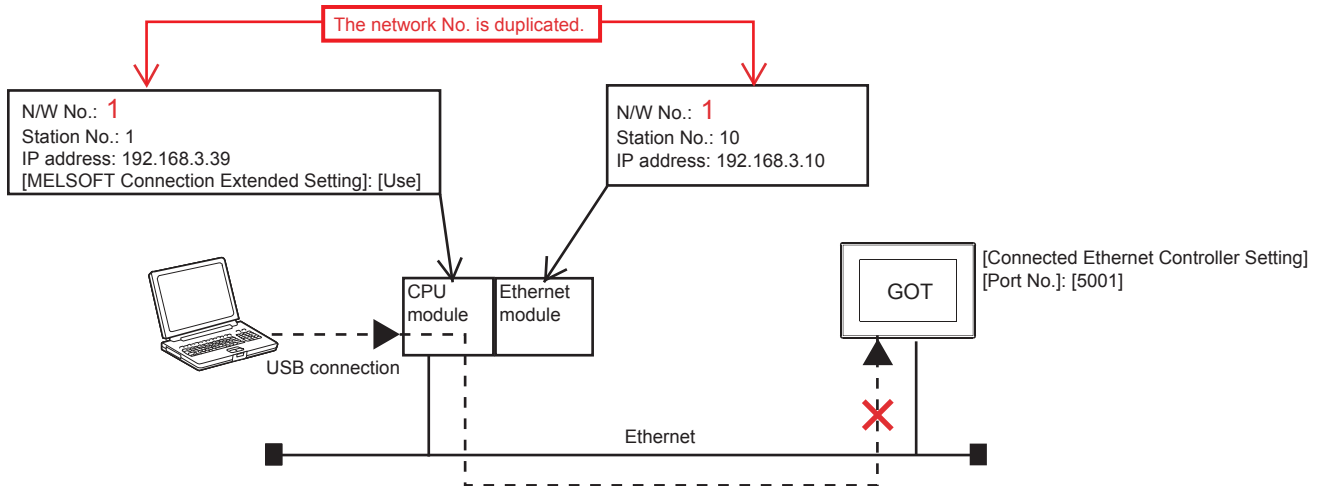 The network No. is duplicated.
N/W No.: 1
Station No.: 1
IP address: 192.168.3.39
[MELSOFT Connection Extended Setting]: [Use]
N/W No.: 1
Station No.: 10
IP address: 192.168.3.10
CPU
module
Ethernet
module
GOT
[Connected Ethernet Controller Setting]
[Port No.]: [5001]
USB connection
Ethernet